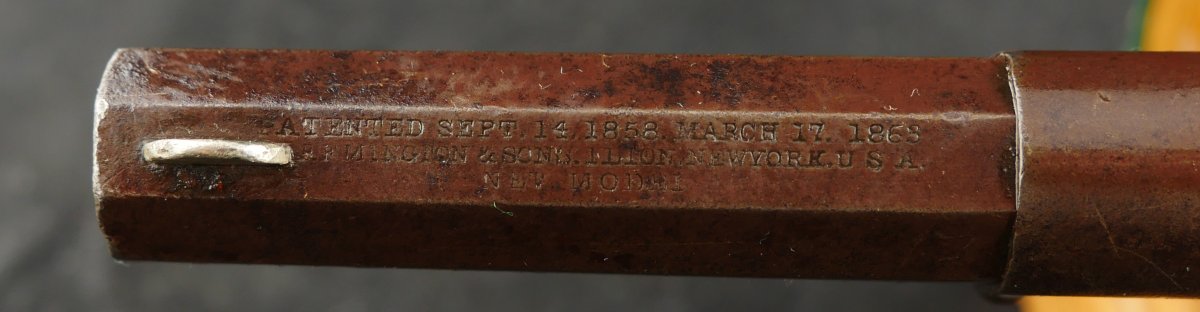 PATENTED SEPT. 14. 1858. MARCH 17. 1863
REMINGTON & SONS. ILION. NEWYORK. U S A.
NEW MODEL